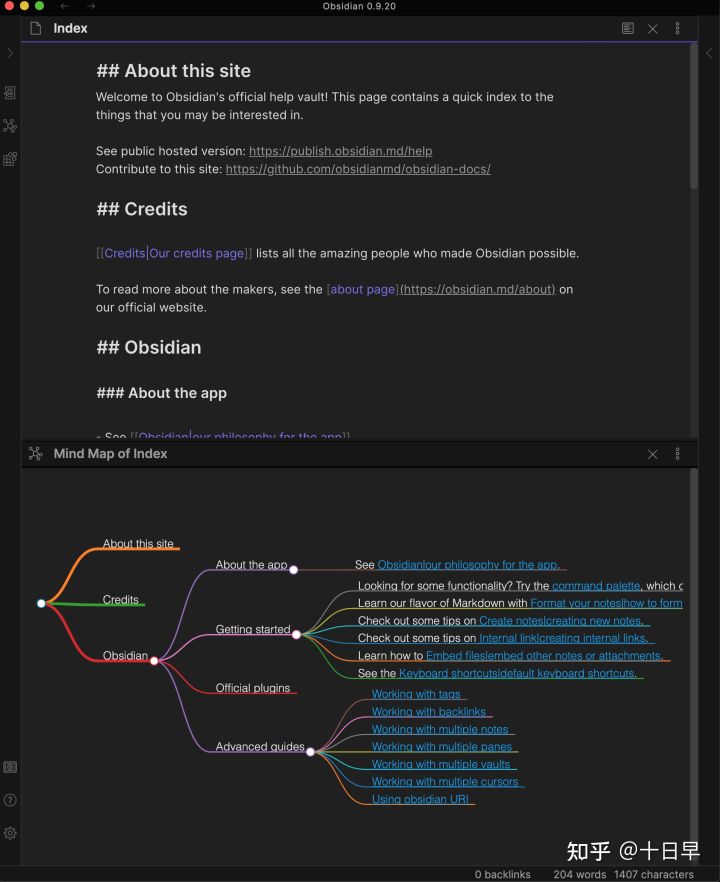 Obsidian 0.9.20
Index
## About this site
Welcome to Obsidian's official help vault! This page contains a quick index to the
things that you may be interested in.
See public hosted version: https://publish.obsidian.md/help
Contribute to this site: https://github.com/obsidianmd/obsidian-docs/
## Credits
[[Credits|Our credits page]] lists all the amazing people who made Obsidian possible.
To read more about the makers, see the [about page](https://obsidian.md/about) on
our official website.
## Obsidian
### About the app
- See [[Obsidian|our philosophy for the app]]
Mind Map of Index
About this site
Credits
Obsidian
About the app
See Obsidian|our philosophy for the app.
Getting started
Looking for some functionality? Try the command palette, which c
Learn our flavor of Markdown with Format your notes|how to form
Check out some tips on Create notes|creating new notes.
Check out some tips on Internal link|creating internal links.
Learn how to Embed files|embed other notes or attachments.
See the Keyboard shortcuts|default keyboard shortcuts.
Official plugins
Advanced guides
Working with tags
Working with backlinks
Working with multiple notes
Working with multiple panes
Working with multiple vaults
Working with multiple cursors
Using obsidian URI
知乎 @十日早
0 backlinks 204 words 1407 characters